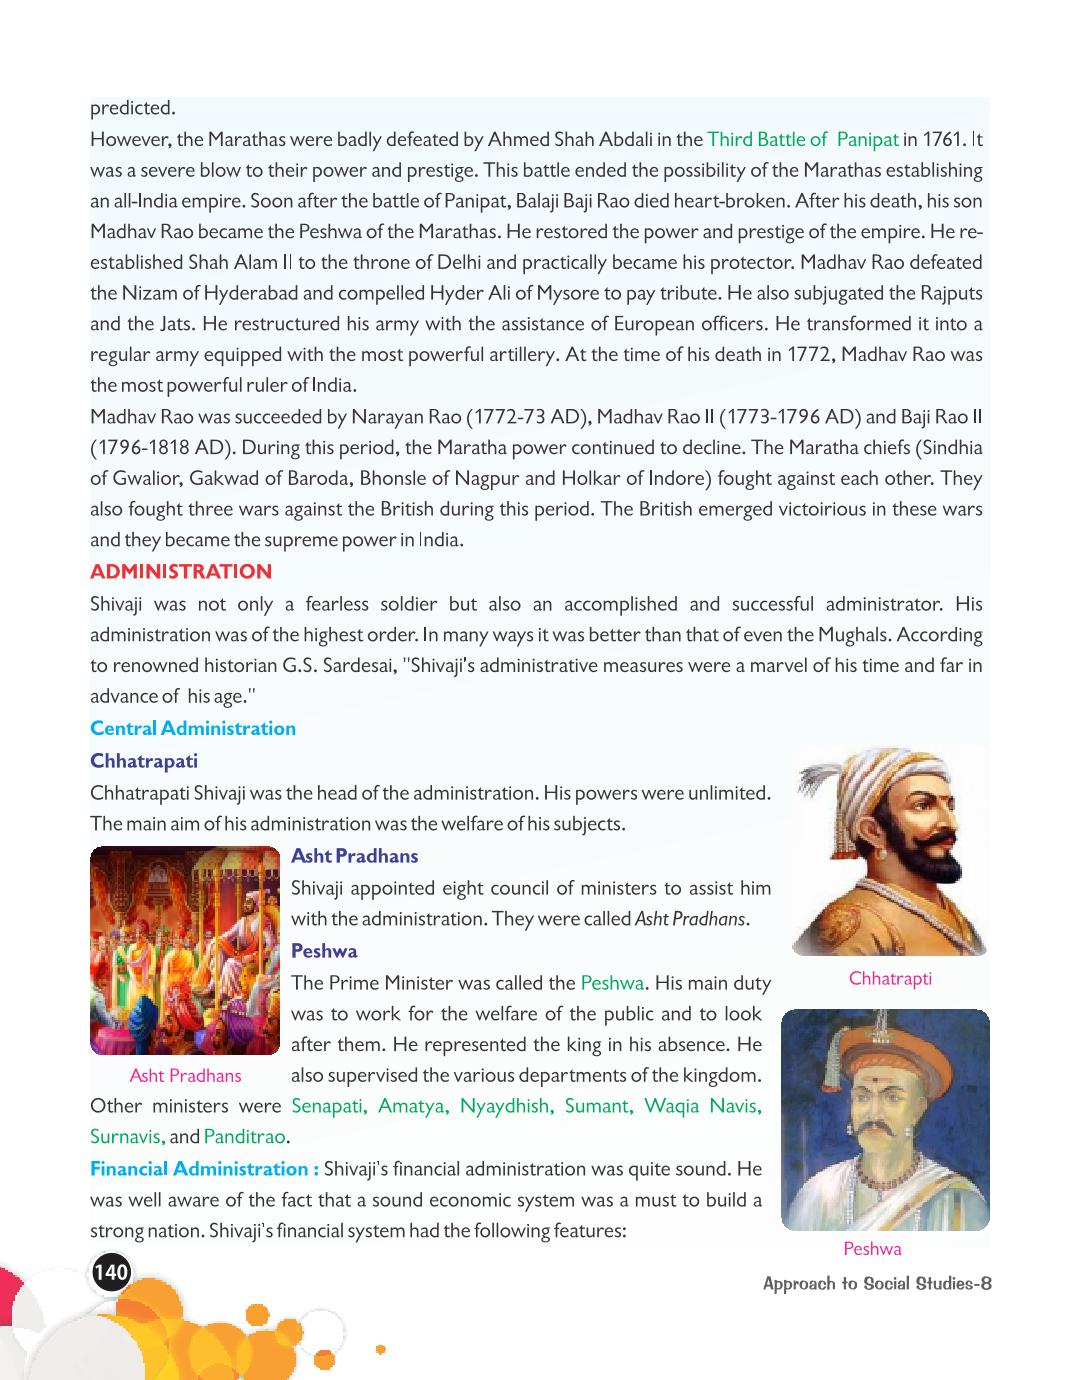 predicted.
However, the Marathas were badly defeated by Ahmed Shah Abdali in the Third Battle of Panipat in 1761. It
was a severe blow to their power and prestige. This battle ended the possibility of the Marathas establishing
an all-India empire. Soon after the battle of Panipat, Balaji Baji Rao died heart-broken. After his death, his son
Madhav Rao became the Peshwa of the Marathas. He restored the power and prestige of the empire. He re-
established Shah Alam II to the throne of Delhi and practically became his protector. Madhav Rao defeated
the Nizam of Hyderabad and compelled Hyder Ali of Mysore to pay tribute. He also subjugated the Rajputs
and the Jats. He restructured his army with the assistance of European officers. He transformed it into a
regular army equipped with the most powerful artillery. At the time of his death in 1772, Madhav Rao was
the most powerful ruler of India.
Madhav Rao was succeeded by Narayan Rao (1772-73 AD), Madhav Rao II (1773-1796 AD) and Baji Rao II
(1796-1818 AD). During this period, the Maratha power continued to decline. The Maratha chiefs (Sindhia
of Gwalior, Gakwad of Baroda, Bhonsle of Nagpur and Holkar of Indore) fought against each other. They
also fought three wars against the British during this period. The British emerged victoirious in these wars
and they became the supreme power in India.
ADMINISTRATION
Shivaji was not only a fearless soldier but also an accomplished and successful administrator. His
administration was of the highest order. In many ways it was better than that of even the Mughals. According
to renowned historian G.S. Sardesai, "Shivaji's administrative measures were a marvel of his time and far in
advance of his age."
Central Administration
Chhatrapati
Chhatrapati Shivaji was the head of the administration. His powers were unlimited.
The main aim of his administration was the welfare of his subjects.
Asht Pradhans
Shivaji appointed eight council of ministers to assist him
with the administration. They were called Asht Pradhans.
Peshwa
The Prime Minister was called the Peshwa. His main duty
was to work for the welfare of the public and to look
after them. He represented the king in his absence. He
also supervised the various departments of the kingdom.
Other ministers were Senapati, Amatya, Nyaydhish, Sumant, Waqia Navis,
Surnavis, and Panditrao.
Financial Administration : Shivaji's financial administration was quite sound. He
was well aware of the fact that a sound economic system was a must to build a
strong nation. Shivaji's financial system had the following features:
Asht Pradhans
Chhatrapti
Peshwa
140
Approach to Social Studies-8